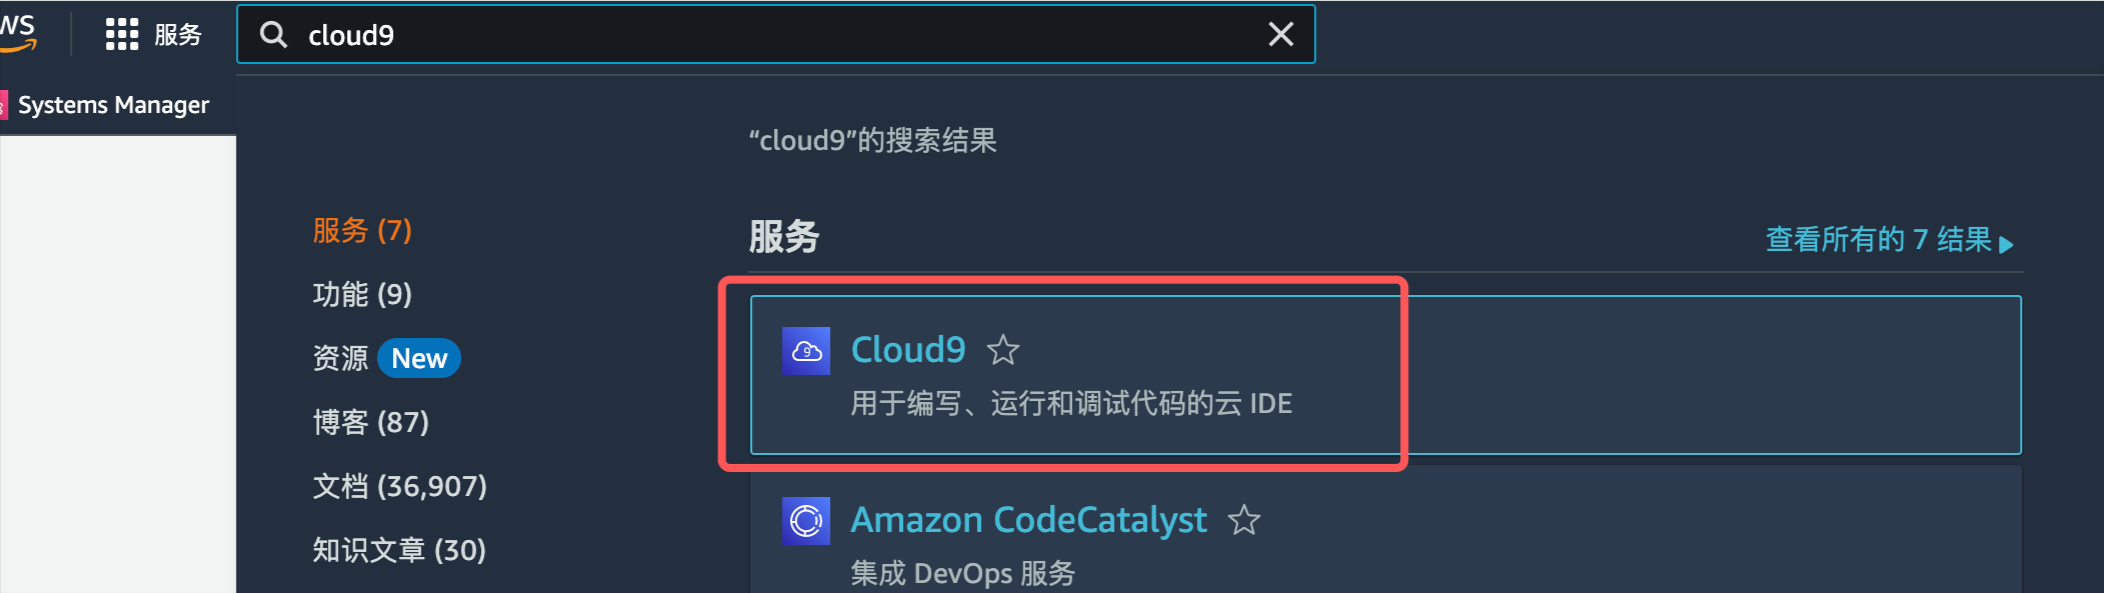 服务
cloud9
Systems Manager
“cloud9”的搜索结果
服务 (7)
功能 (9)
资源 New
博客 (87)
文档 (36,907)
知识文章 (30)
服务
查看所有的 7 结果
Cloud9
用于编写、运行和调试代码的云 IDE
Amazon CodeCatalyst
集成 DevOps 服务